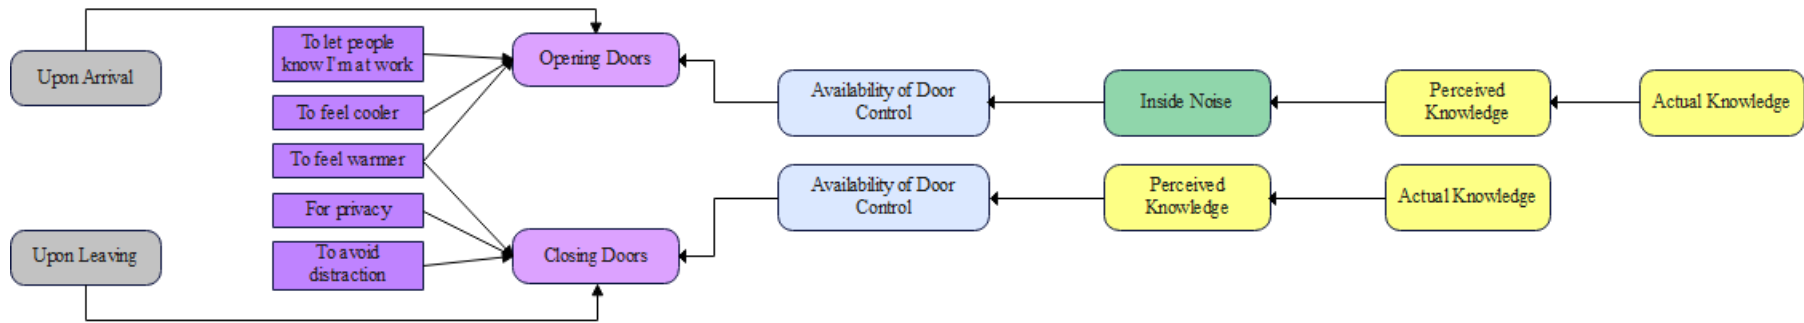 Upon Arrival
To let people
know I'm at work
To feel cooler
To feel warmer
For privacy
To avoid
distraction
Upon Leaving
Opening Doors
Closing Doors
Availability of Door
Control
Inside Noise
Perceived
Knowledge
Actual Knowledge
Availability of Door
Control
Perceived
Knowledge
Actual Knowledge